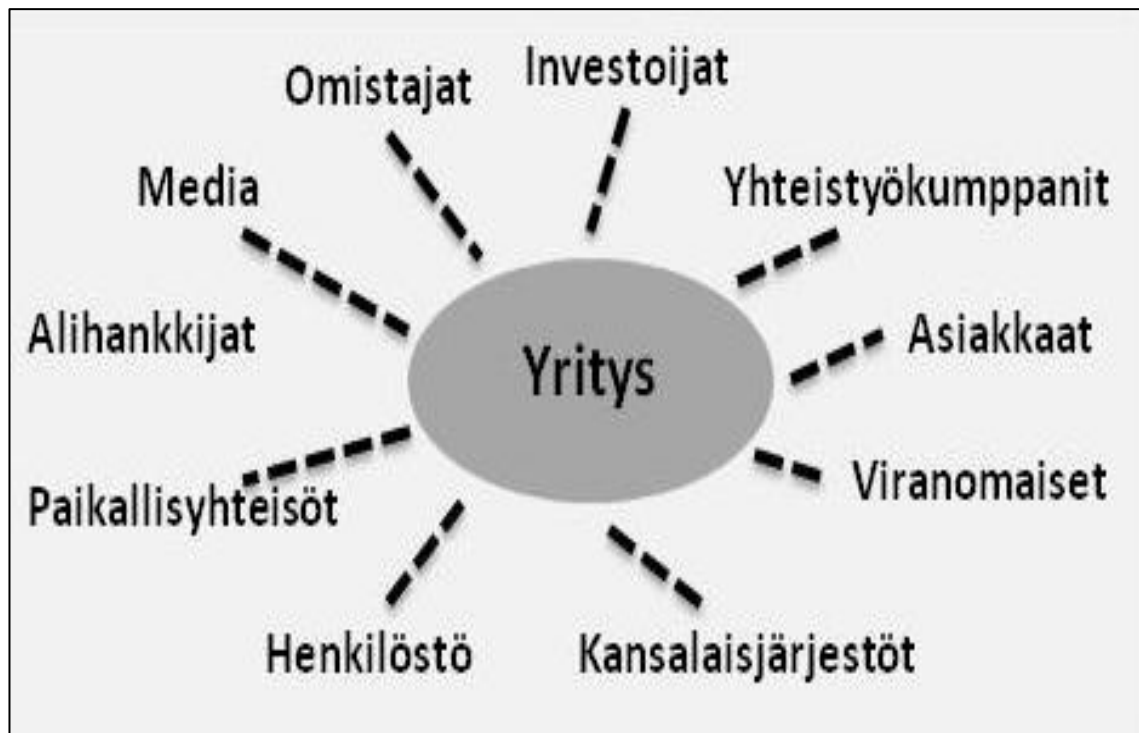 Investoijat
Omistajat
Media
Yhteistyökumppanit
Alihankkijat
Asiakkaat
Yritys
Viranomaiset
Paikallisyhteisöt
Henkilöstö
Kansalaisjärjestöt